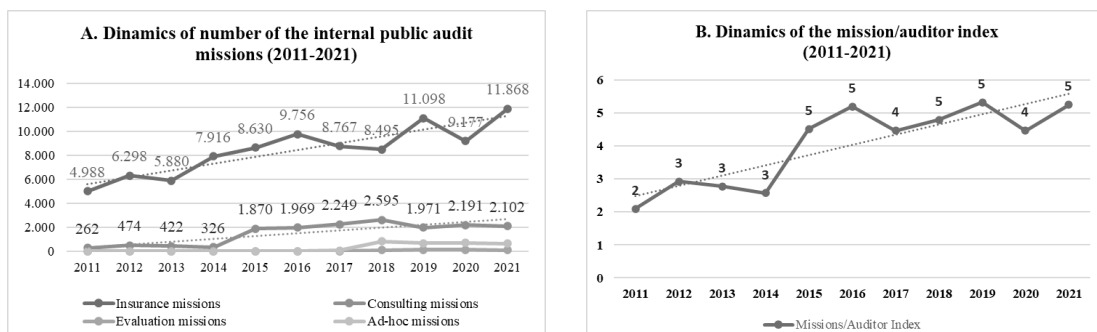 A. Dinamics of number of the internal public audit
missions (2011-2021)
14.000
12.000
10.000
8.000
6.000
4.000
2.000
0
4.988 6.298 5.880 7.916 8.630 9.756 8.767 8.495 11.098 9.177 11.868
262 474 422 326 1.870 1.969 2.249 2.595 1.971 2.191 2.102
2011 2012 2013 2014 2015 2016 2017 2018 2019 2020 2021
Insurance missions Consulting missions
Evaluation missions Ad-hoc missions
B. Dinamics of the mission/auditor index
(2011-2021)
6
5
4
3
2
1
0
2 3 3 3 5 5 4 5 5 4 5
2011 2012 2013 2014 2015 2016 2017 2018 2019 2020 2021
Missions/Auditor Index